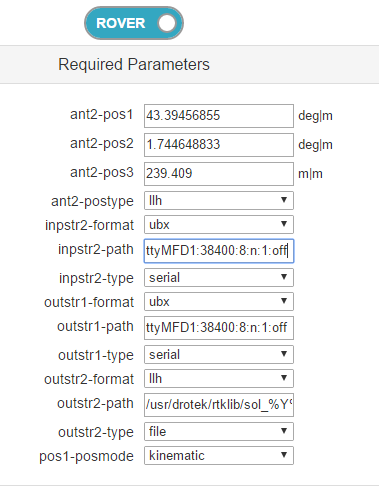 ROVER
Required Parameters
ant2-pos1 43.39456855 deg|m
ant2-pos2 1.744648833 deg|m
ant2-pos3 239.409 m|m
ant2-postype llh
inpstr2-format ubx
inpstr2-path ttyMFD1:38400:8:n:1:off
inpstr2-type serial
outstr1-format ubx
outstr1-path ttyMFD1:38400:8:n:1:off
outstr1-type serial
outstr2-format llh
outstr2-path /usr/drotek/rtklib/sol_%Y
outstr2-type file
pos1-posmode kinematic